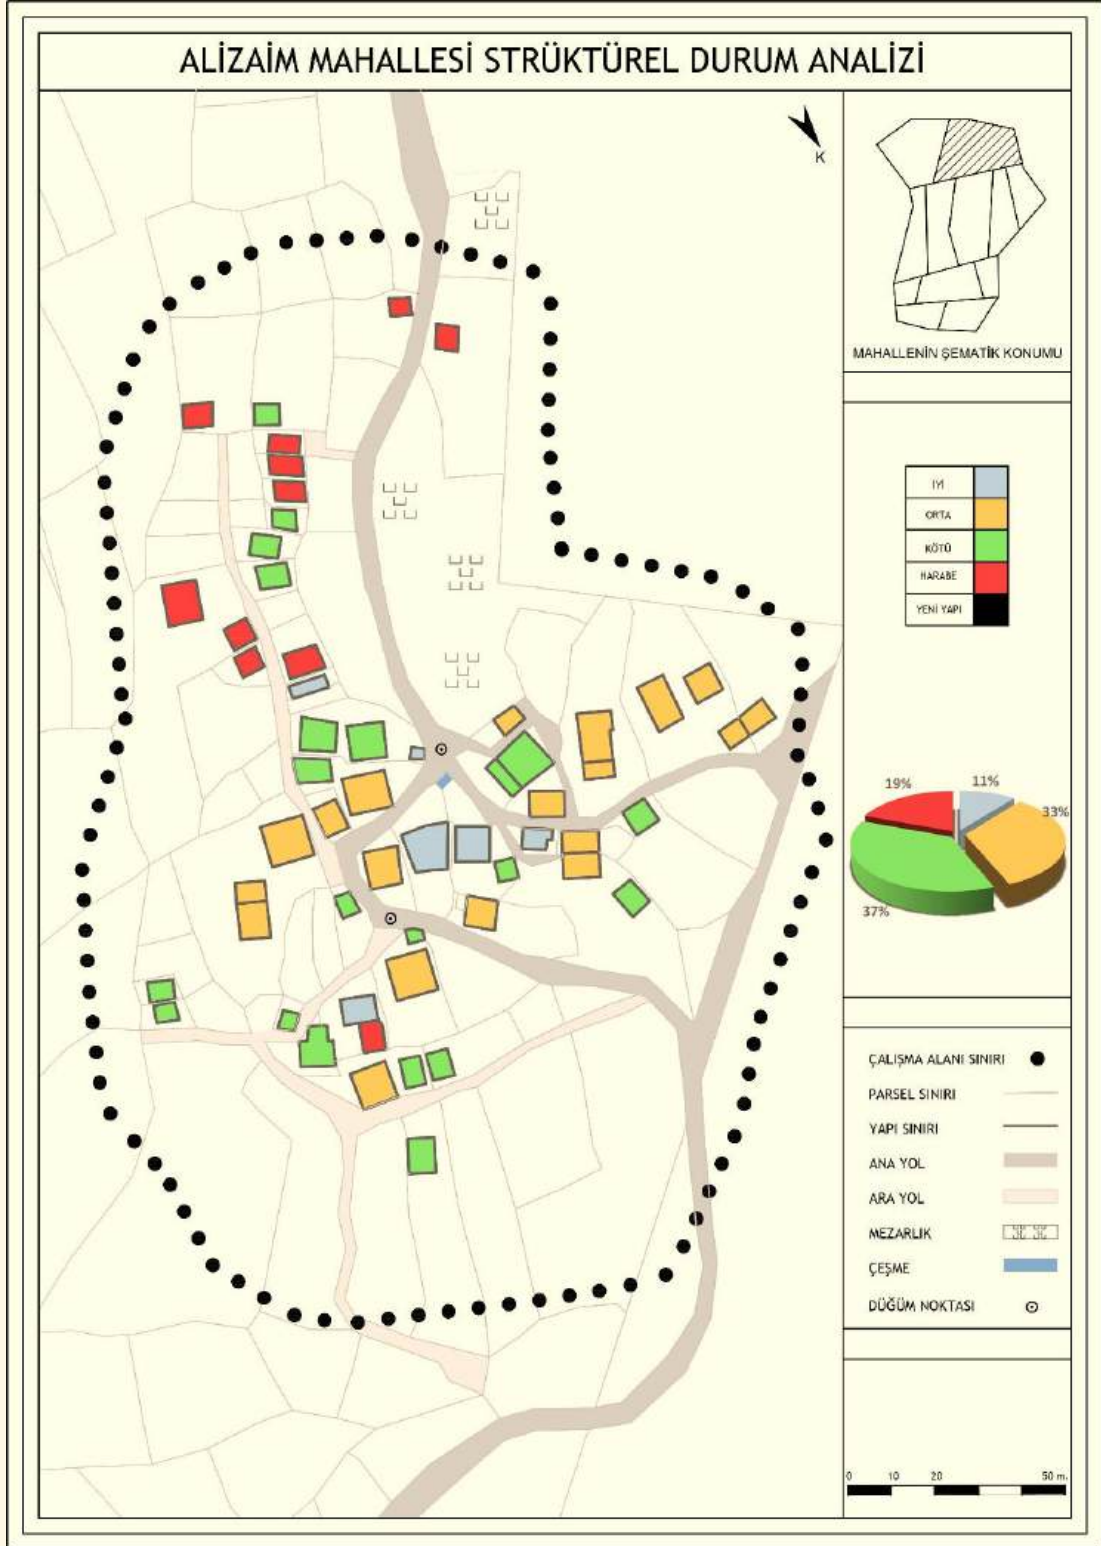 ALİZAİM MAHALLESİ STRÜKTÜREL DURUM ANALİZİ
K
MAHALLENİN ŞEMATİK KONUMU
İYİ
ORTA
KÖTÜ
HARABE
YENİ YAPI
19%
11%
33%
37%
ÇALIŞMA ALANI SINIRI
PARSEL SINIRI
YAPI SINIRI
ANA YOL
ARA YOL
MEZARLIK
ÇEŞME
DÜĞÜM NOKTASI
0 10 20 50 m.